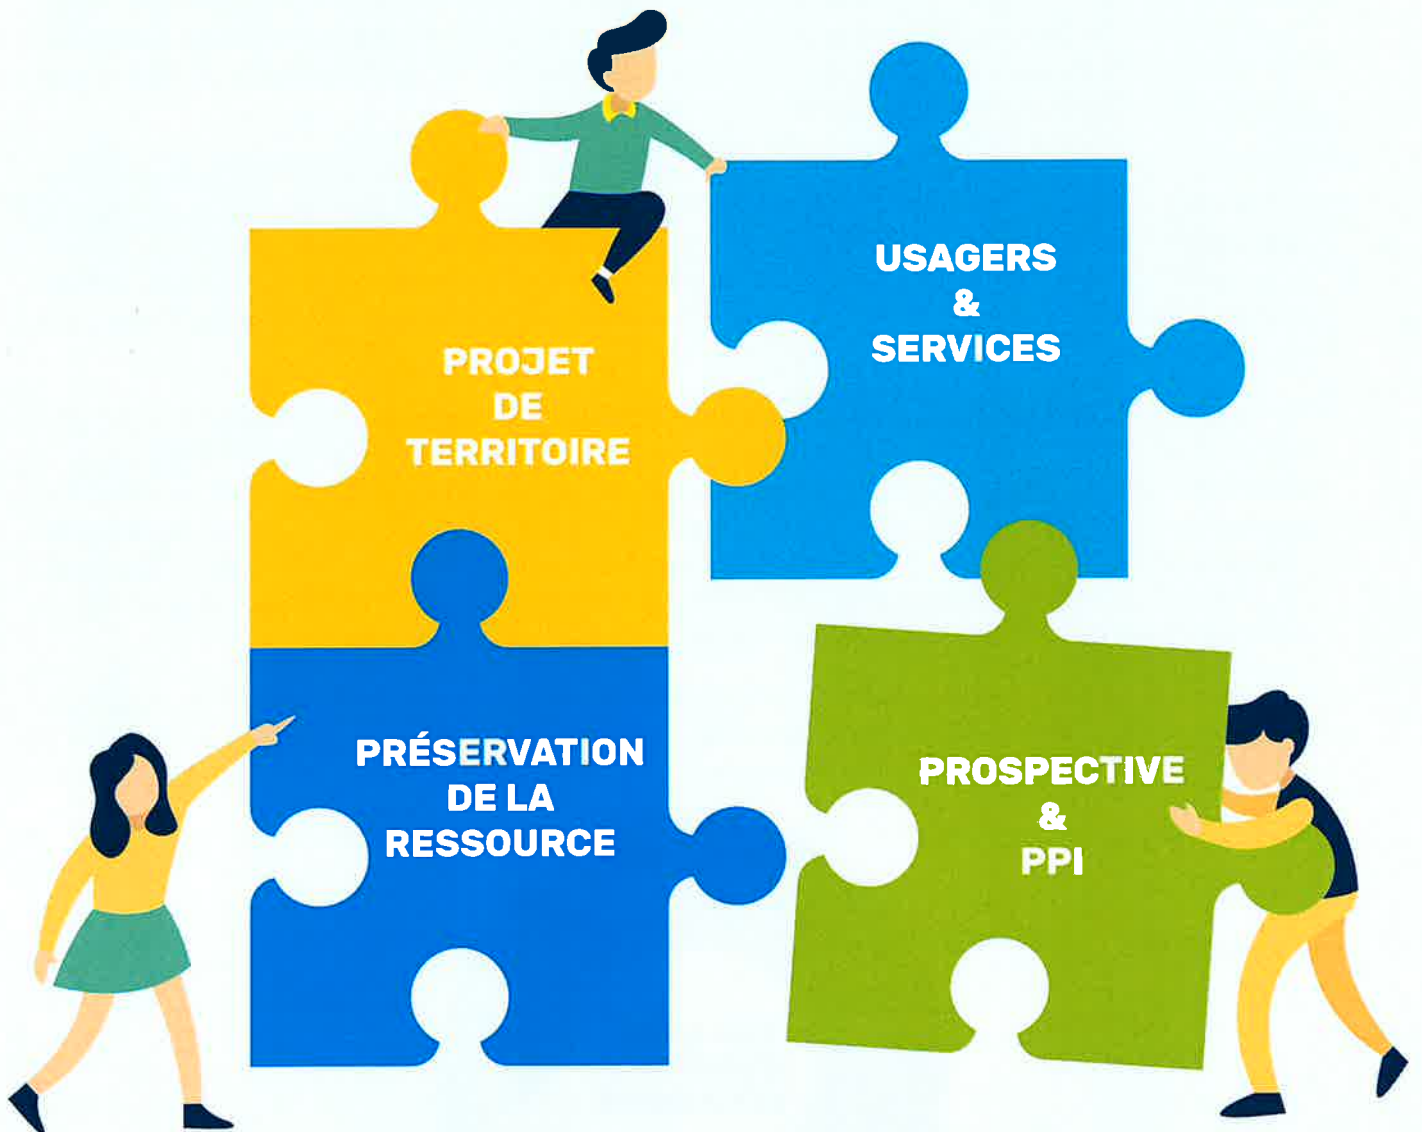 PROJET
DE
TERRITOIRE
USAGERS
&
SERVICES
PRÉSERVATION
DE LA
RESSOURCE
PROSPECTIVE
&
PPI